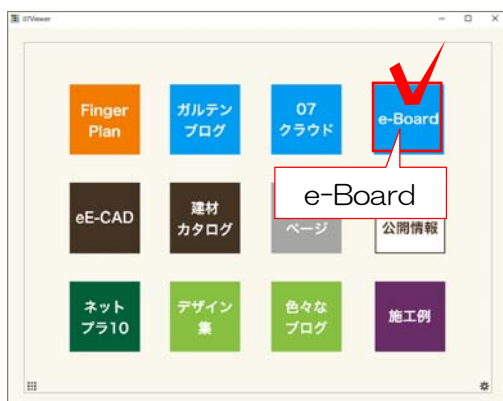 07Viewer
Finger
Plan
ガルテン
ブログ
07
クラウド
e-Board
e-Board
eE-CAD
建材
カタログ
ページ
公開情報
ネット
プラ10
デザイン
集
色々な
ブログ
施工例